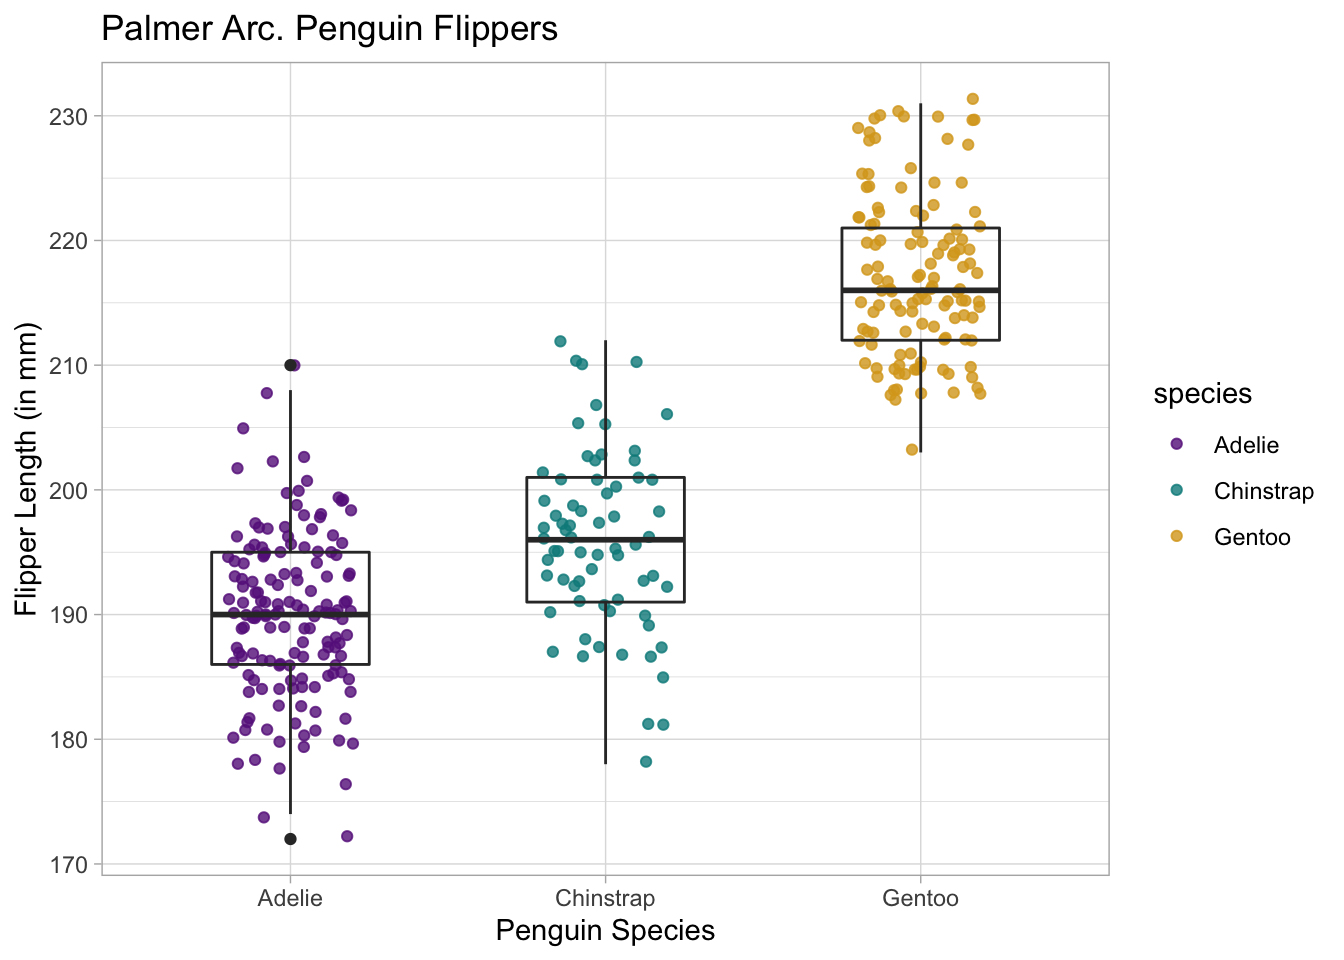 Palmer Arc. Penguin Flippers
Flipper Length (in mm)
230
220
210
200
190
180
170
Adelie
Chinstrap
Gentoo
Penguin Species
species
Adelie
Chinstrap
Gentoo